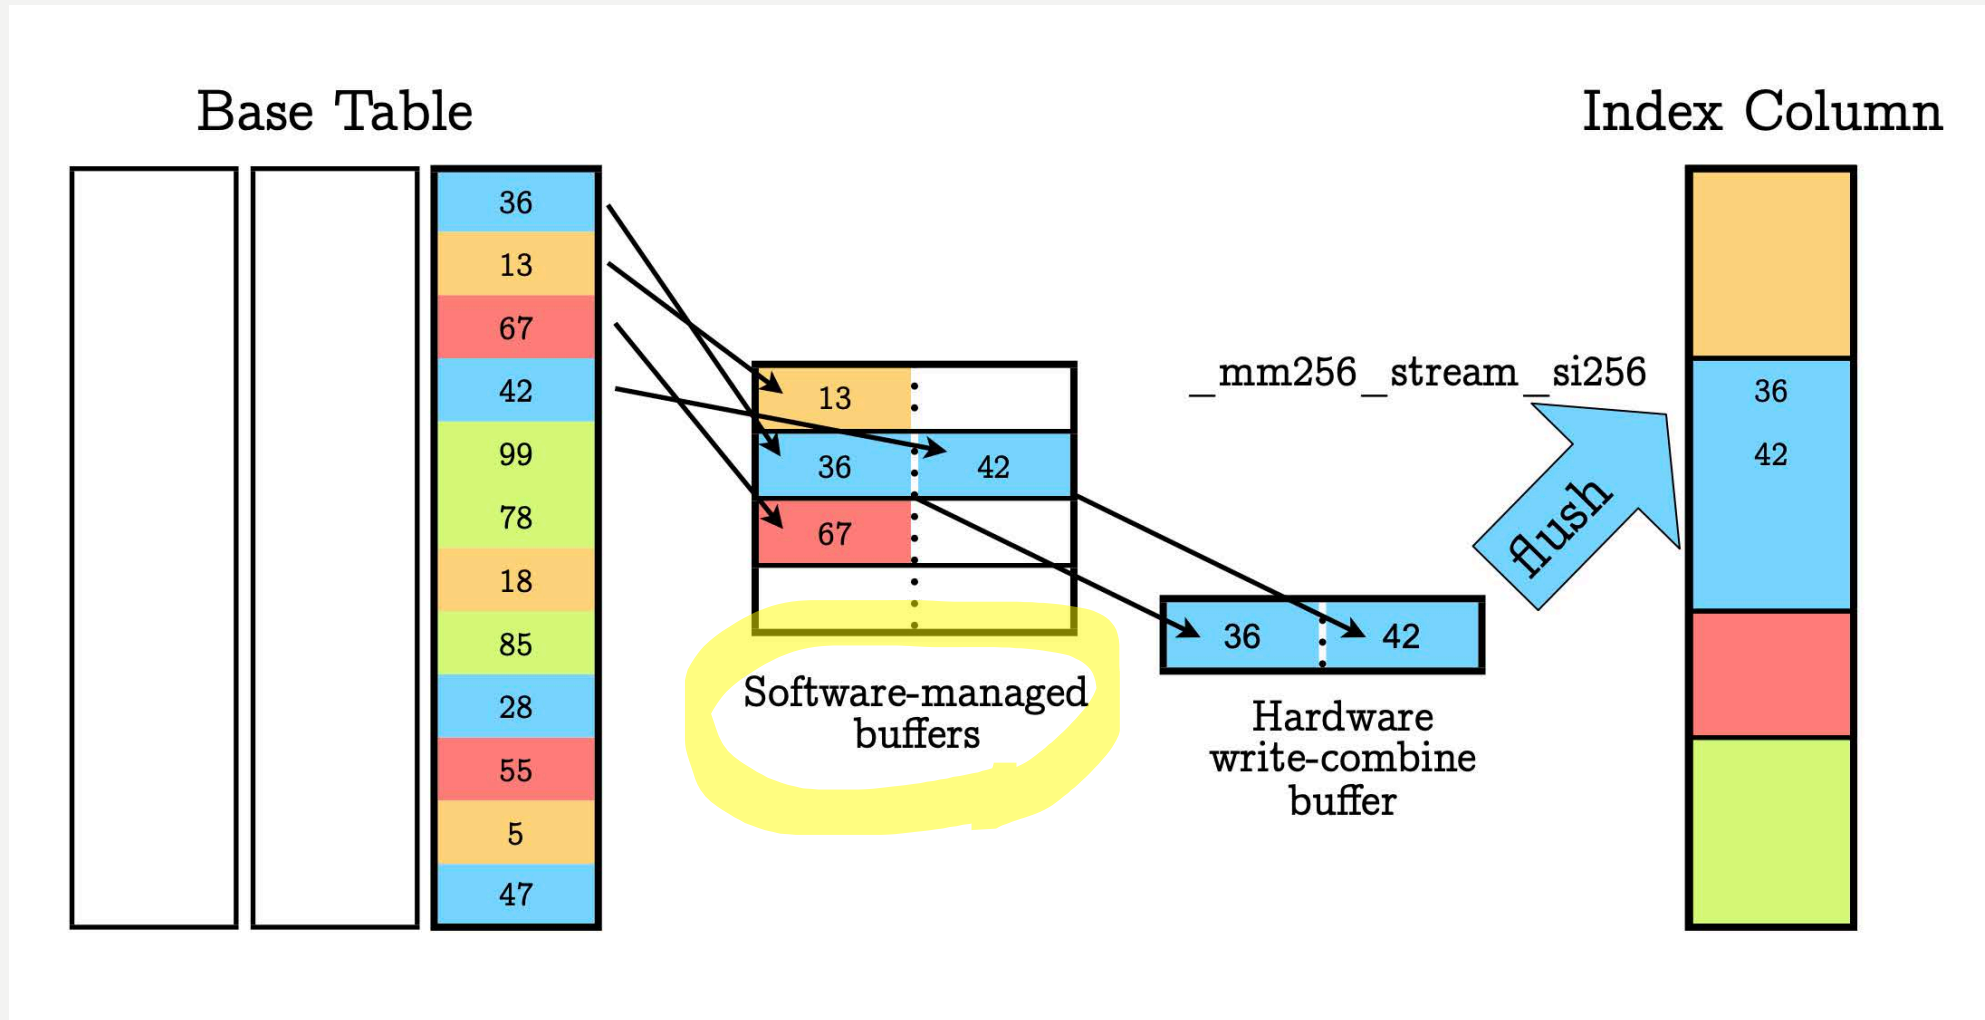 Base Table
Index Column
36
13
67
42
99
78
18
85
28
55
5
47
13
36 42
67
Software-managed
buffers
36 42
Hardware
write-combine
buffer
_mm256_stream_si256
flush
36
42